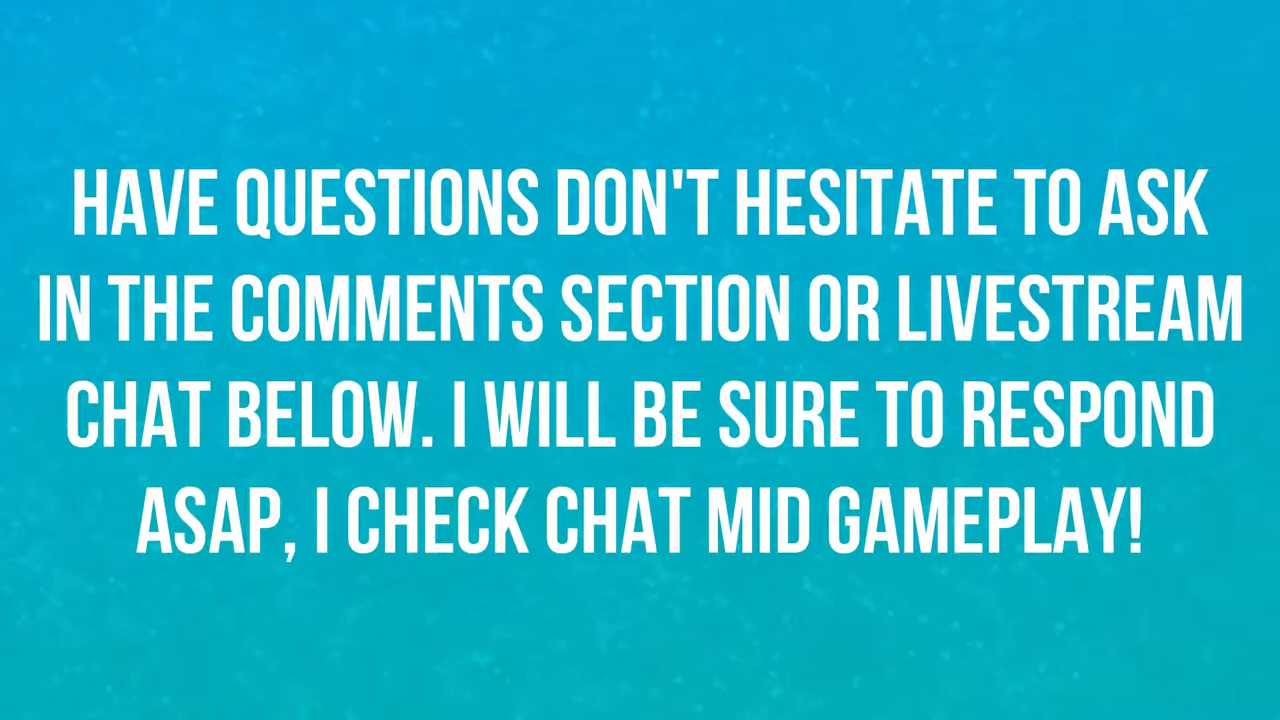 HAVE QUESTIONS DON'T HESITATE TO ASK
IN THE COMMENTS SECTION OR LIVESTREAM
CHAT BELOW. I WILL BE SURE TO RESPOND
ASAP, I CHECK CHAT MID GAMEPLAY!